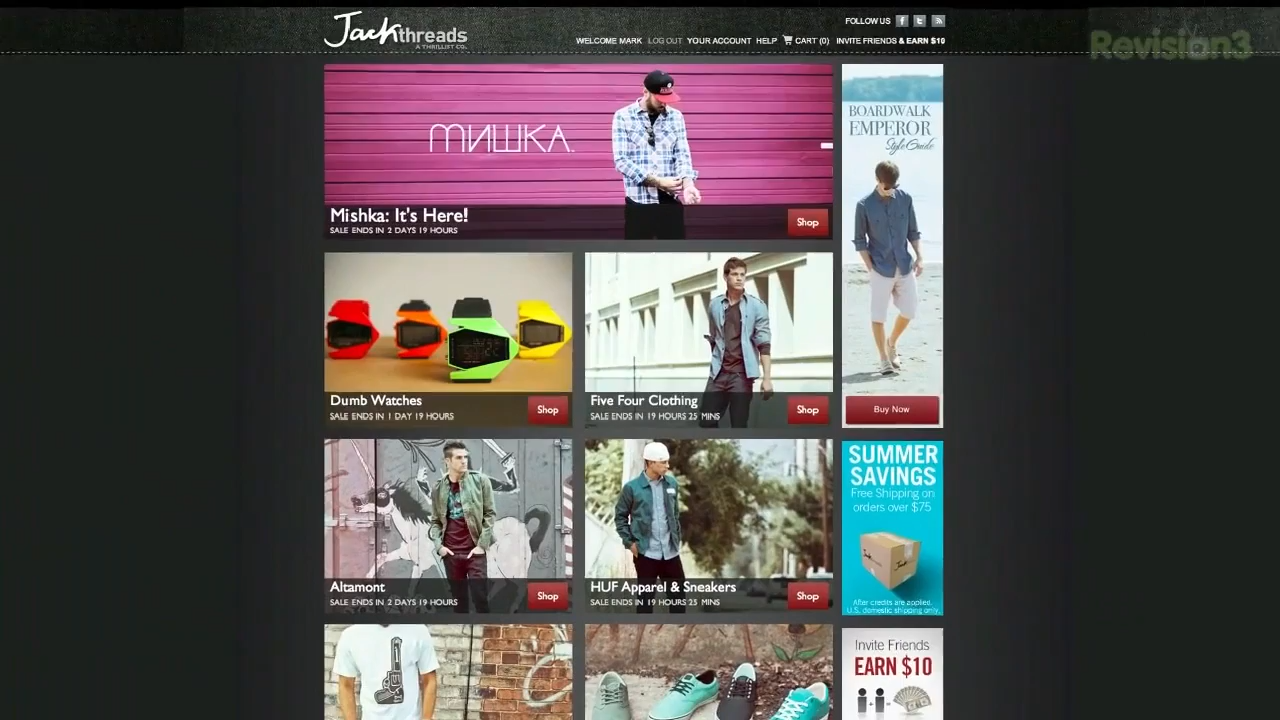 Jackthreads
A THRILLIST CO.
FOLLOW US
WELCOME MARK LOG OUT YOUR ACCOUNT HELP CART (0) INVITE FRIENDS & EARN $10
Revision3
МИШКА.
Mishka: It's Here!
SALE ENDS IN 2 DAYS 19 HOURS
Shop
BOARDWALK
EMPEROR
Style Guide
Buy Now
Dumb Watches
SALE ENDS IN 1 DAY 19 HOURS
Shop
Five Four Clothing
SALE ENDS IN 19 HOURS 25 MINS
Shop
SUMMER
SAVINGS
Free Shipping on
orders over $75
Jack
After credits are applied.
U.S. domestic shipping only.
Altamont
SALE ENDS IN 2 DAYS 19 HOURS
Shop
HUF Apparel & Sneakers
SALE ENDS IN 19 HOURS 25 MINS
Shop
Invite Friends
EARN $10